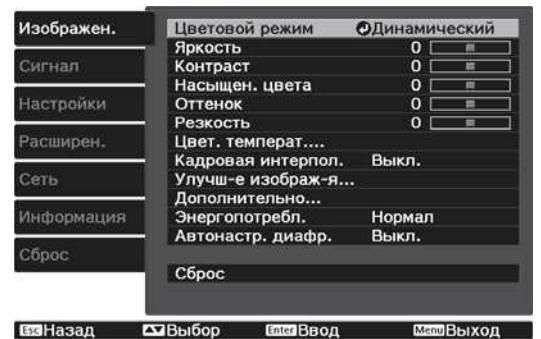 Изображен.
Сигнал
Настройки
Расширен.
Сеть
Информация
Сброс
Цветовой режим Динамический
Яркость 0
Контраст 0
Насыщен. цвета 0
Оттенок 0
Резкость 0
Цвет. температ....
Кадровая интерпол. Выкл.
Улучш-е изображ-я...
Дополнительно...
Энергопотребл. Нормал
Автонастр. диафр. Выкл.
Сброс
Esc Назад Выбор Enter Ввод Menu Выход